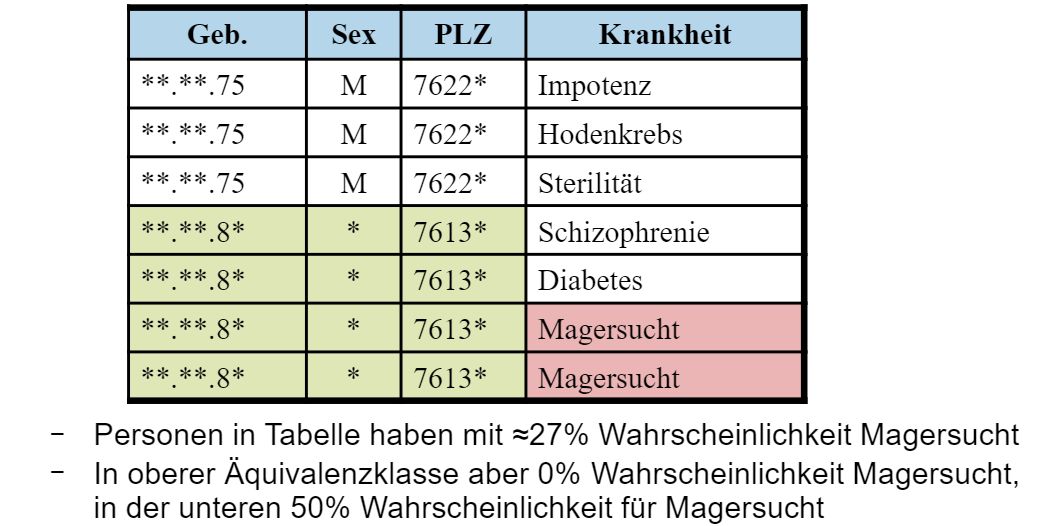 Geb. Sex PLZ Krankheit
**.**.75 M 7622* Impotenz
**.**.75 M 7622* Hodenkrebs
**.**.75 M 7622* Sterilität
**.**.8* * 7613* Schizophrenie
**.**.8* * 7613* Diabetes
**.**.8* * 7613* Magersucht
**.**.8* * 7613* Magersucht
− Personen in Tabelle haben mit ≈27% Wahrscheinlichkeit Magersucht
− In oberer Äquivalenzklasse aber 0% Wahrscheinlichkeit Magersucht,
in der unteren 50% Wahrscheinlichkeit für Magersucht